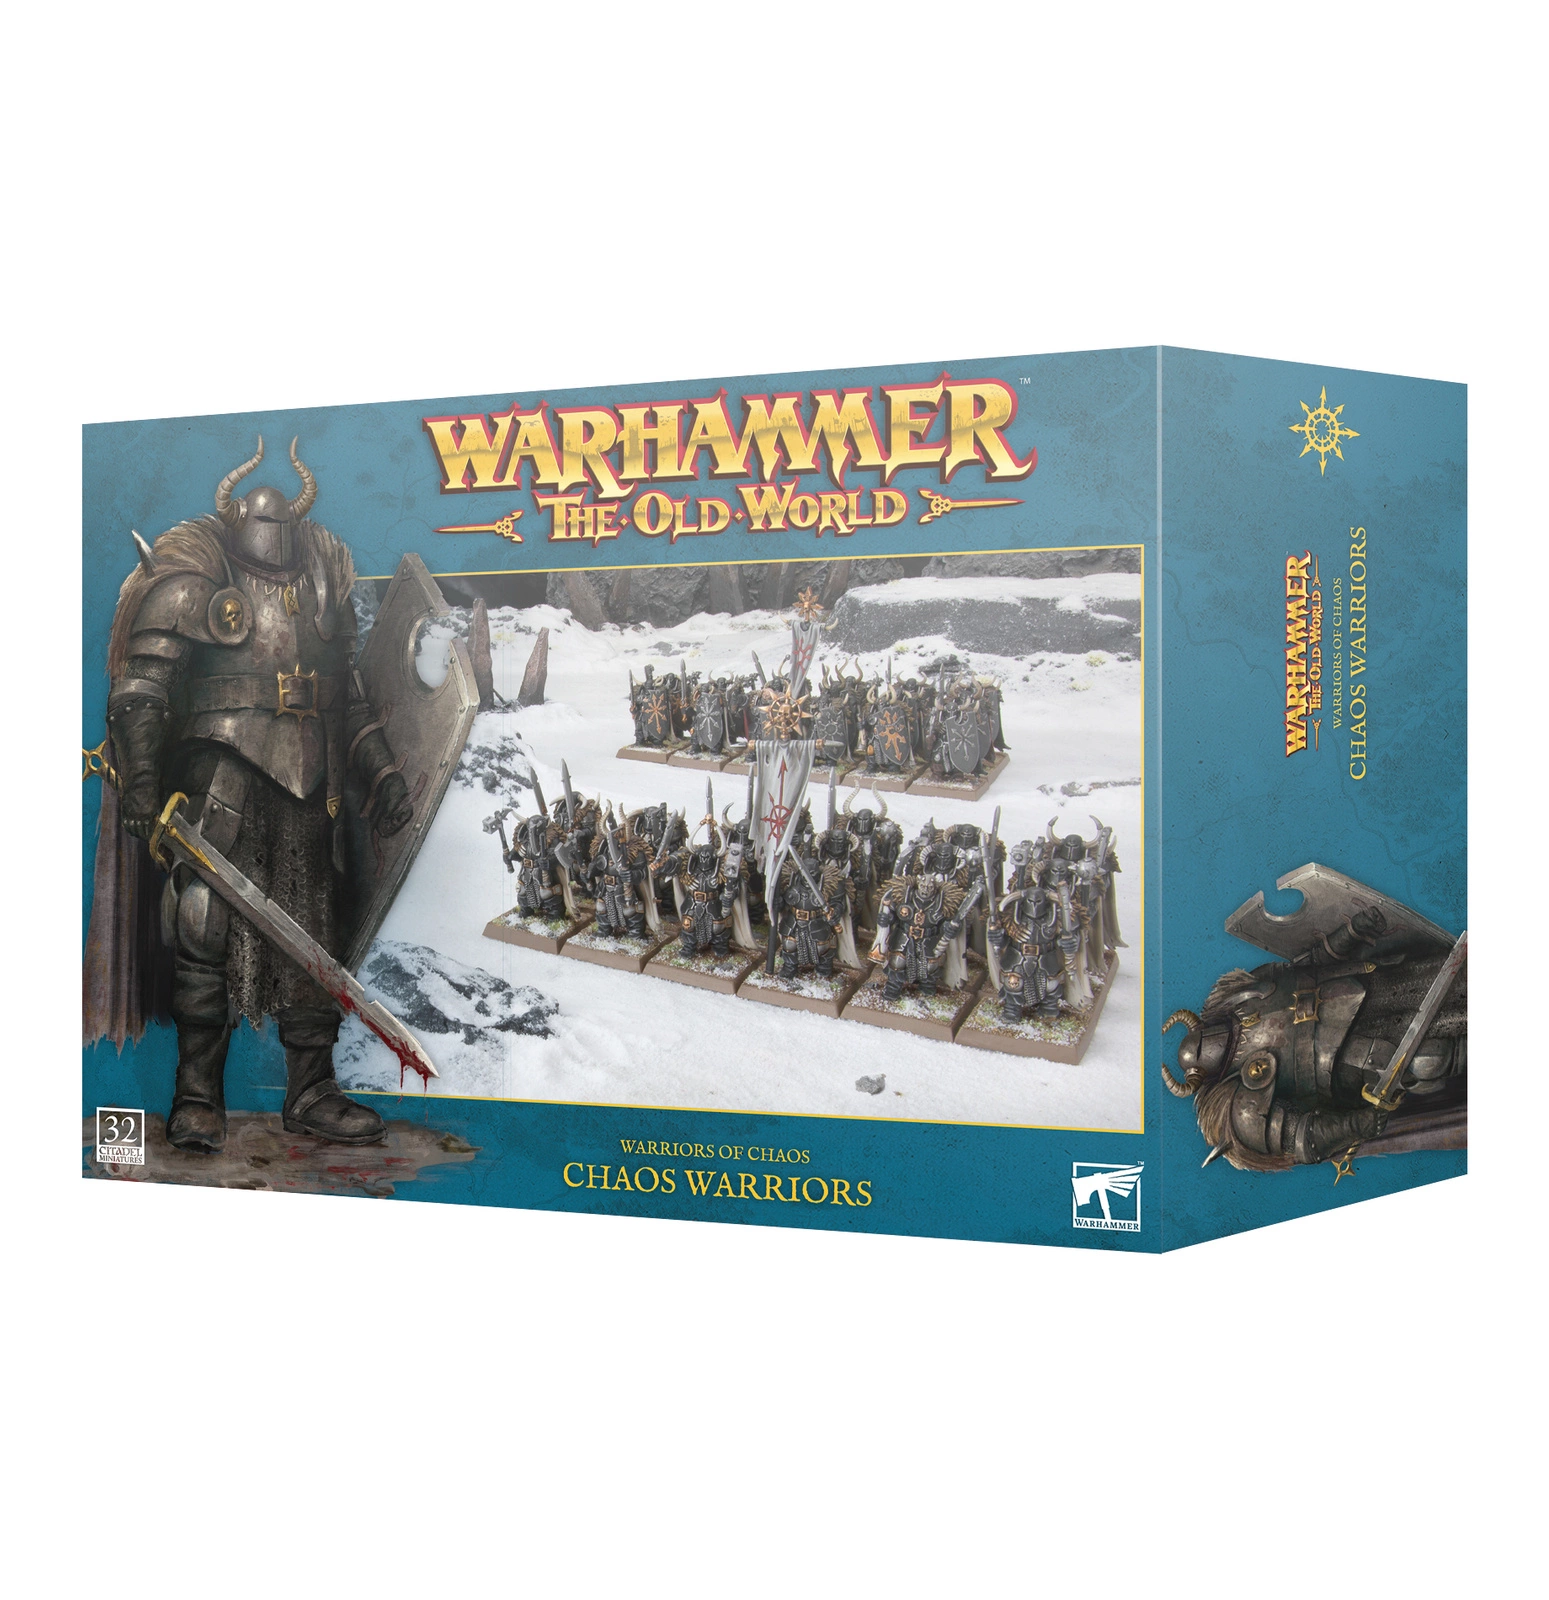 WARHAMMER™
THE·OLD·WORLD
32
CITADEL
MINIATURES
WARRIORS OF CHAOS
CHAOS WARRIORS
™
WARHAMMER
WARHAMMER
THE·OLD·WORLD
WARRIORS OF CHAOS
CHAOS WARRIORS